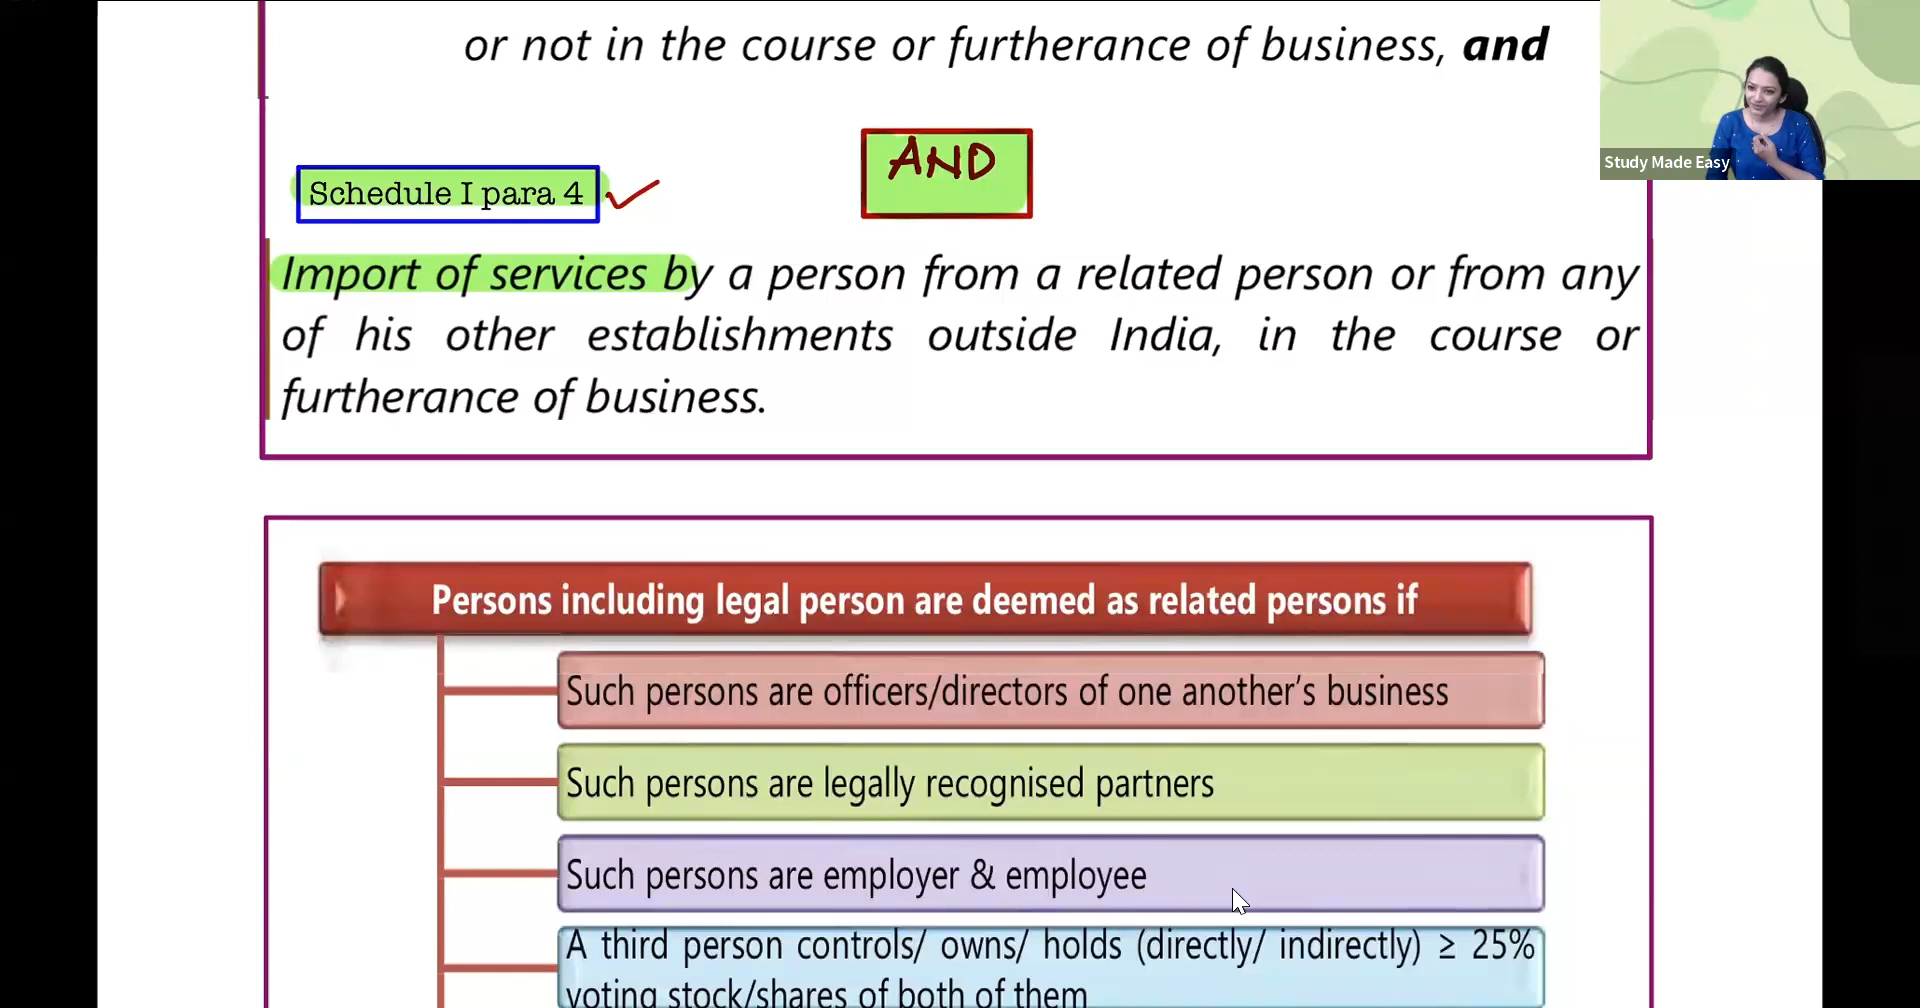 or not in the course or furtherance of business, and
Study Made Easy
AND
Schedule I para 4
Import of services by a person from a related person or from any
of his other establishments outside India, in the course or
furtherance of business.
Persons including legal person are deemed as related persons if
Such persons are officers/directors of one another’s business
Such persons are legally recognised partners
Such persons are employer & employee
A third person controls/ owns/ holds (directly/ indirectly) ≥ 25%
voting stock/shares of both of them